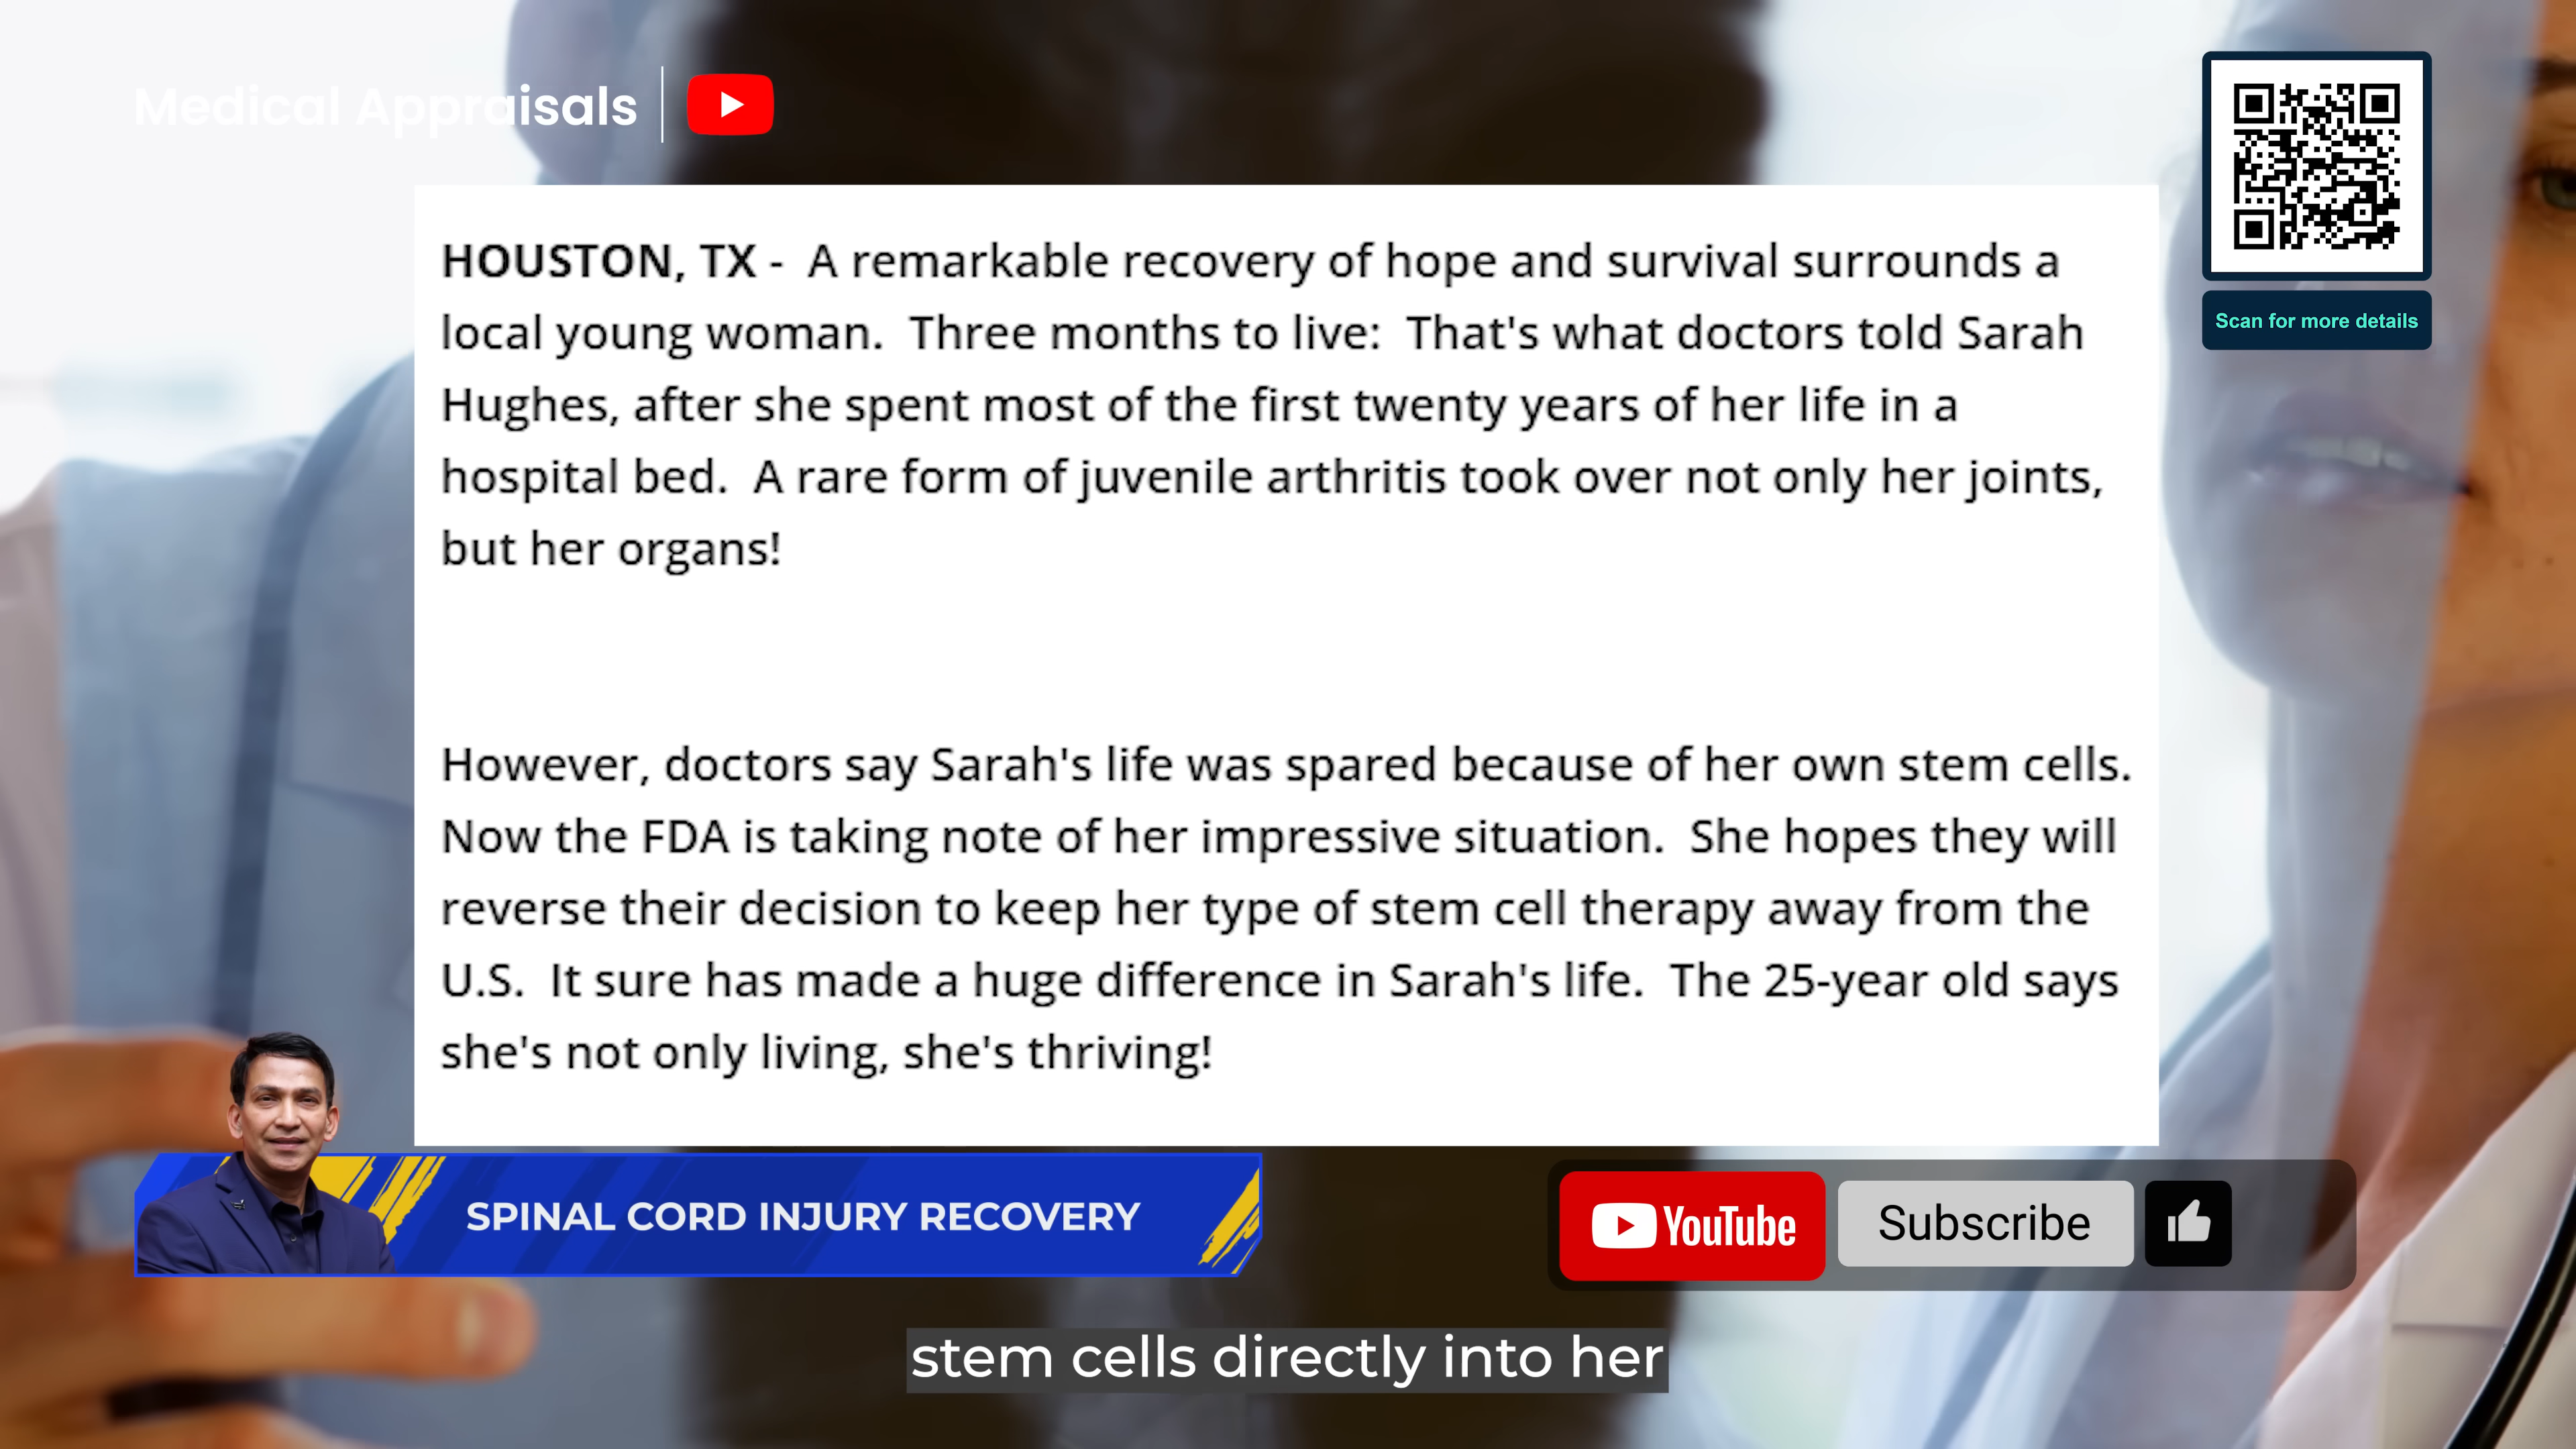 Medical Appraisals
Scan for more details
HOUSTON, TX - A remarkable recovery of hope and survival surrounds a
local young woman. Three months to live: That's what doctors told Sarah
Hughes, after she spent most of the first twenty years of her life in a
hospital bed. A rare form of juvenile arthritis took over not only her joints,
but her organs!
However, doctors say Sarah's life was spared because of her own stem cells.
Now the FDA is taking note of her impressive situation. She hopes they will
reverse their decision to keep her type of stem cell therapy away from the
U.S. It sure has made a huge difference in Sarah's life. The 25-year old says
she's not only living, she's thriving!
SPINAL CORD INJURY RECOVERY
YouTube
Subscribe
stem cells directly into her